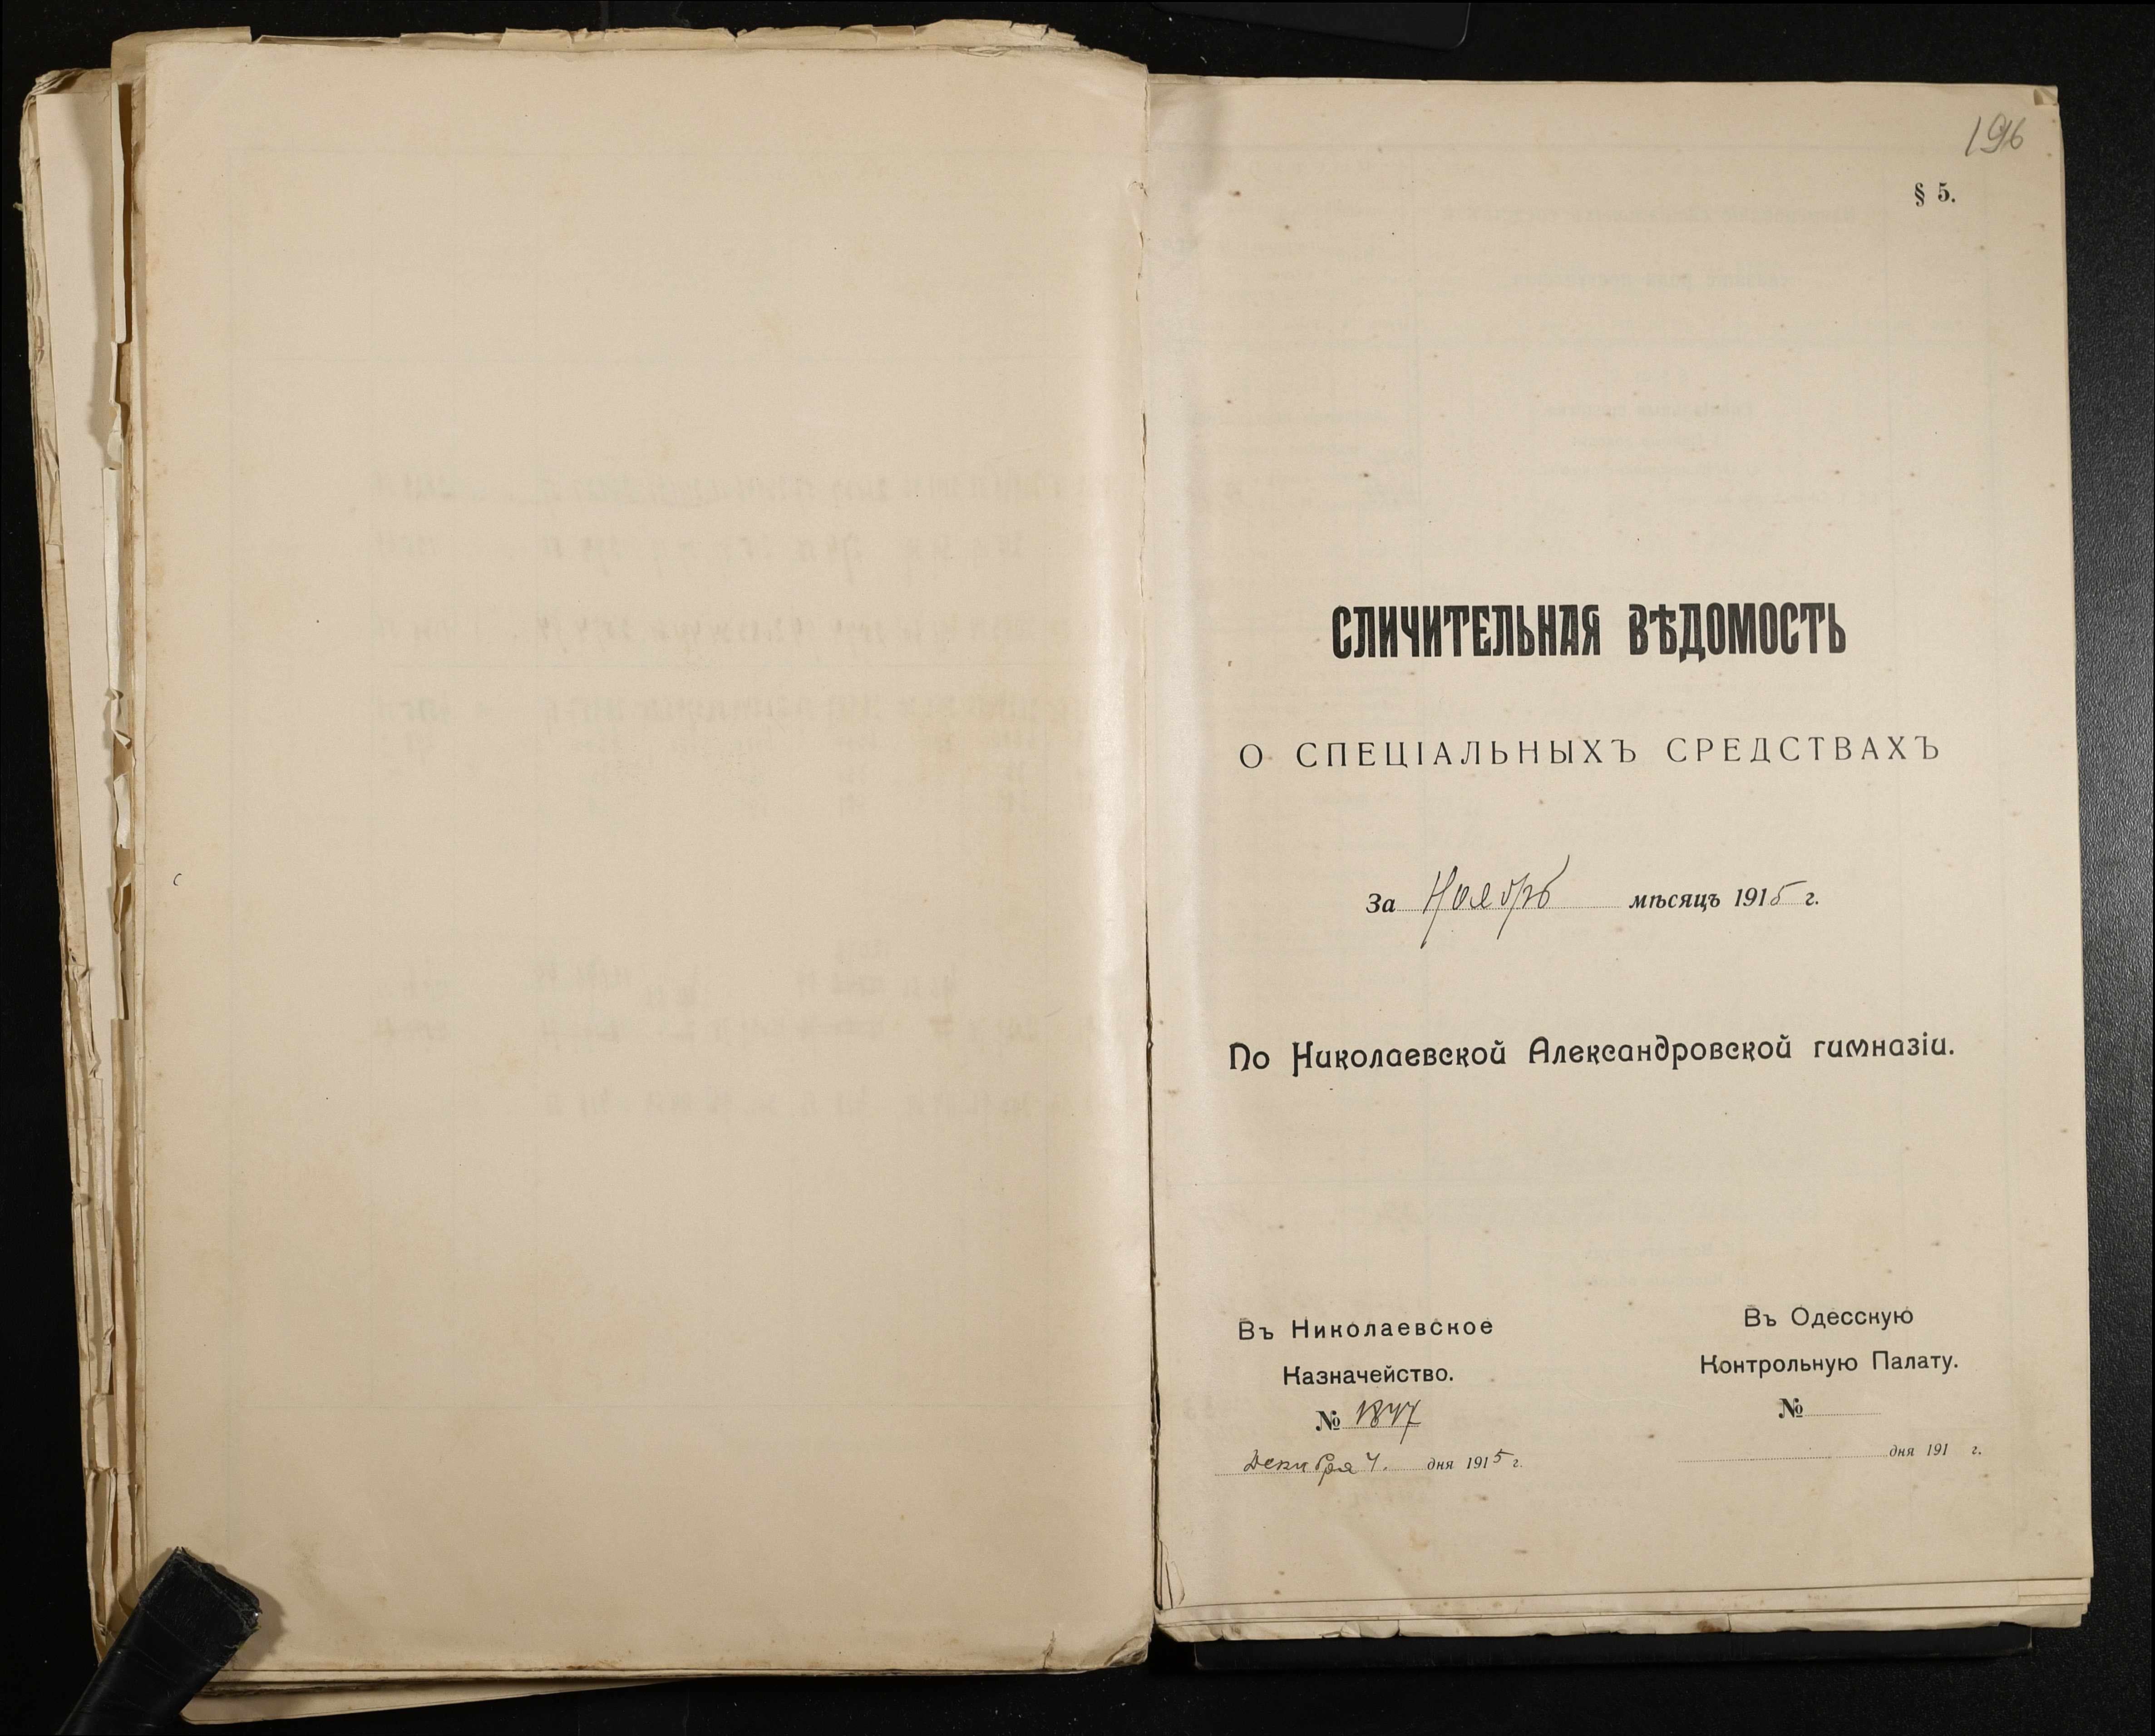 196
§ 5.
СЛИЧИТЕЛЬНАЯ ВѢДОМОСТЬ
О СПЕЦІАЛЬНЫХЪ СРЕДСТВАХЪ
За Ноябрь мѣсяцъ 1915 г.
По Николаевской Александровской гимназіи.
Въ Николаевское
Казначейство.
№ 1847
Декабря 4. дня 1915 г.
Въ Одесскую
Контрольную Палату.
№
дня 191 г.